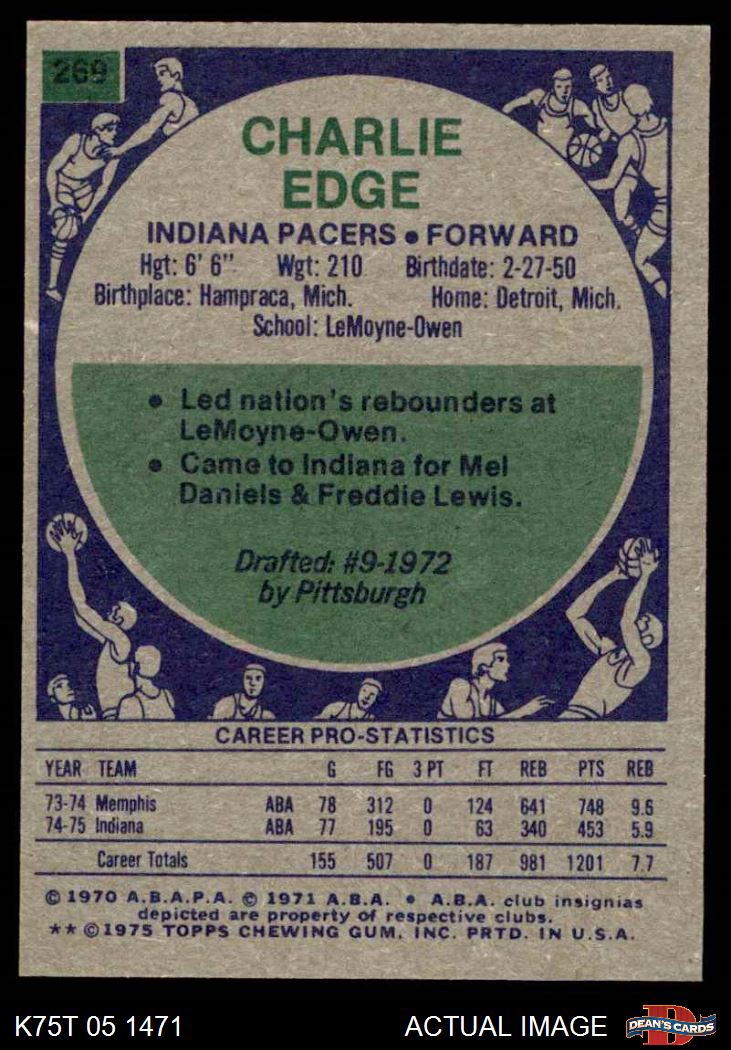 269
CHARLIE
EDGE
INDIANA PACERS • FORWARD
Hgt: 6' 6" Wgt: 210 Birthdate: 2-27-50
Birthplace: Hampraca, Mich. Home: Detroit, Mich.
School: LeMoyne-Owen
• Led nation's rebounders at
LeMoyne-Owen.
• Came to Indiana for Mel
Daniels & Freddie Lewis.
Drafted: #9-1972
by Pittsburgh
CAREER PRO-STATISTICS
YEAR TEAM G FG 3 PT FT REB PTS REB
73-74 Memphis ABA 78 312 0 124 641 748 9.6
74-75 Indiana ABA 77 195 0 63 340 453 5.9
Career Totals 155 507 0 187 981 1201 7.7
© 1970 A.B.A.P.A. © 1971 A.B.A. • A.B.A. club insignias
depicted are property of respective clubs.
** © 1975 TOPPS CHEWING GUM, INC. PRTD. IN U.S.A.
K75T 05 1471 ACTUAL IMAGE D DEAN'S CARDS